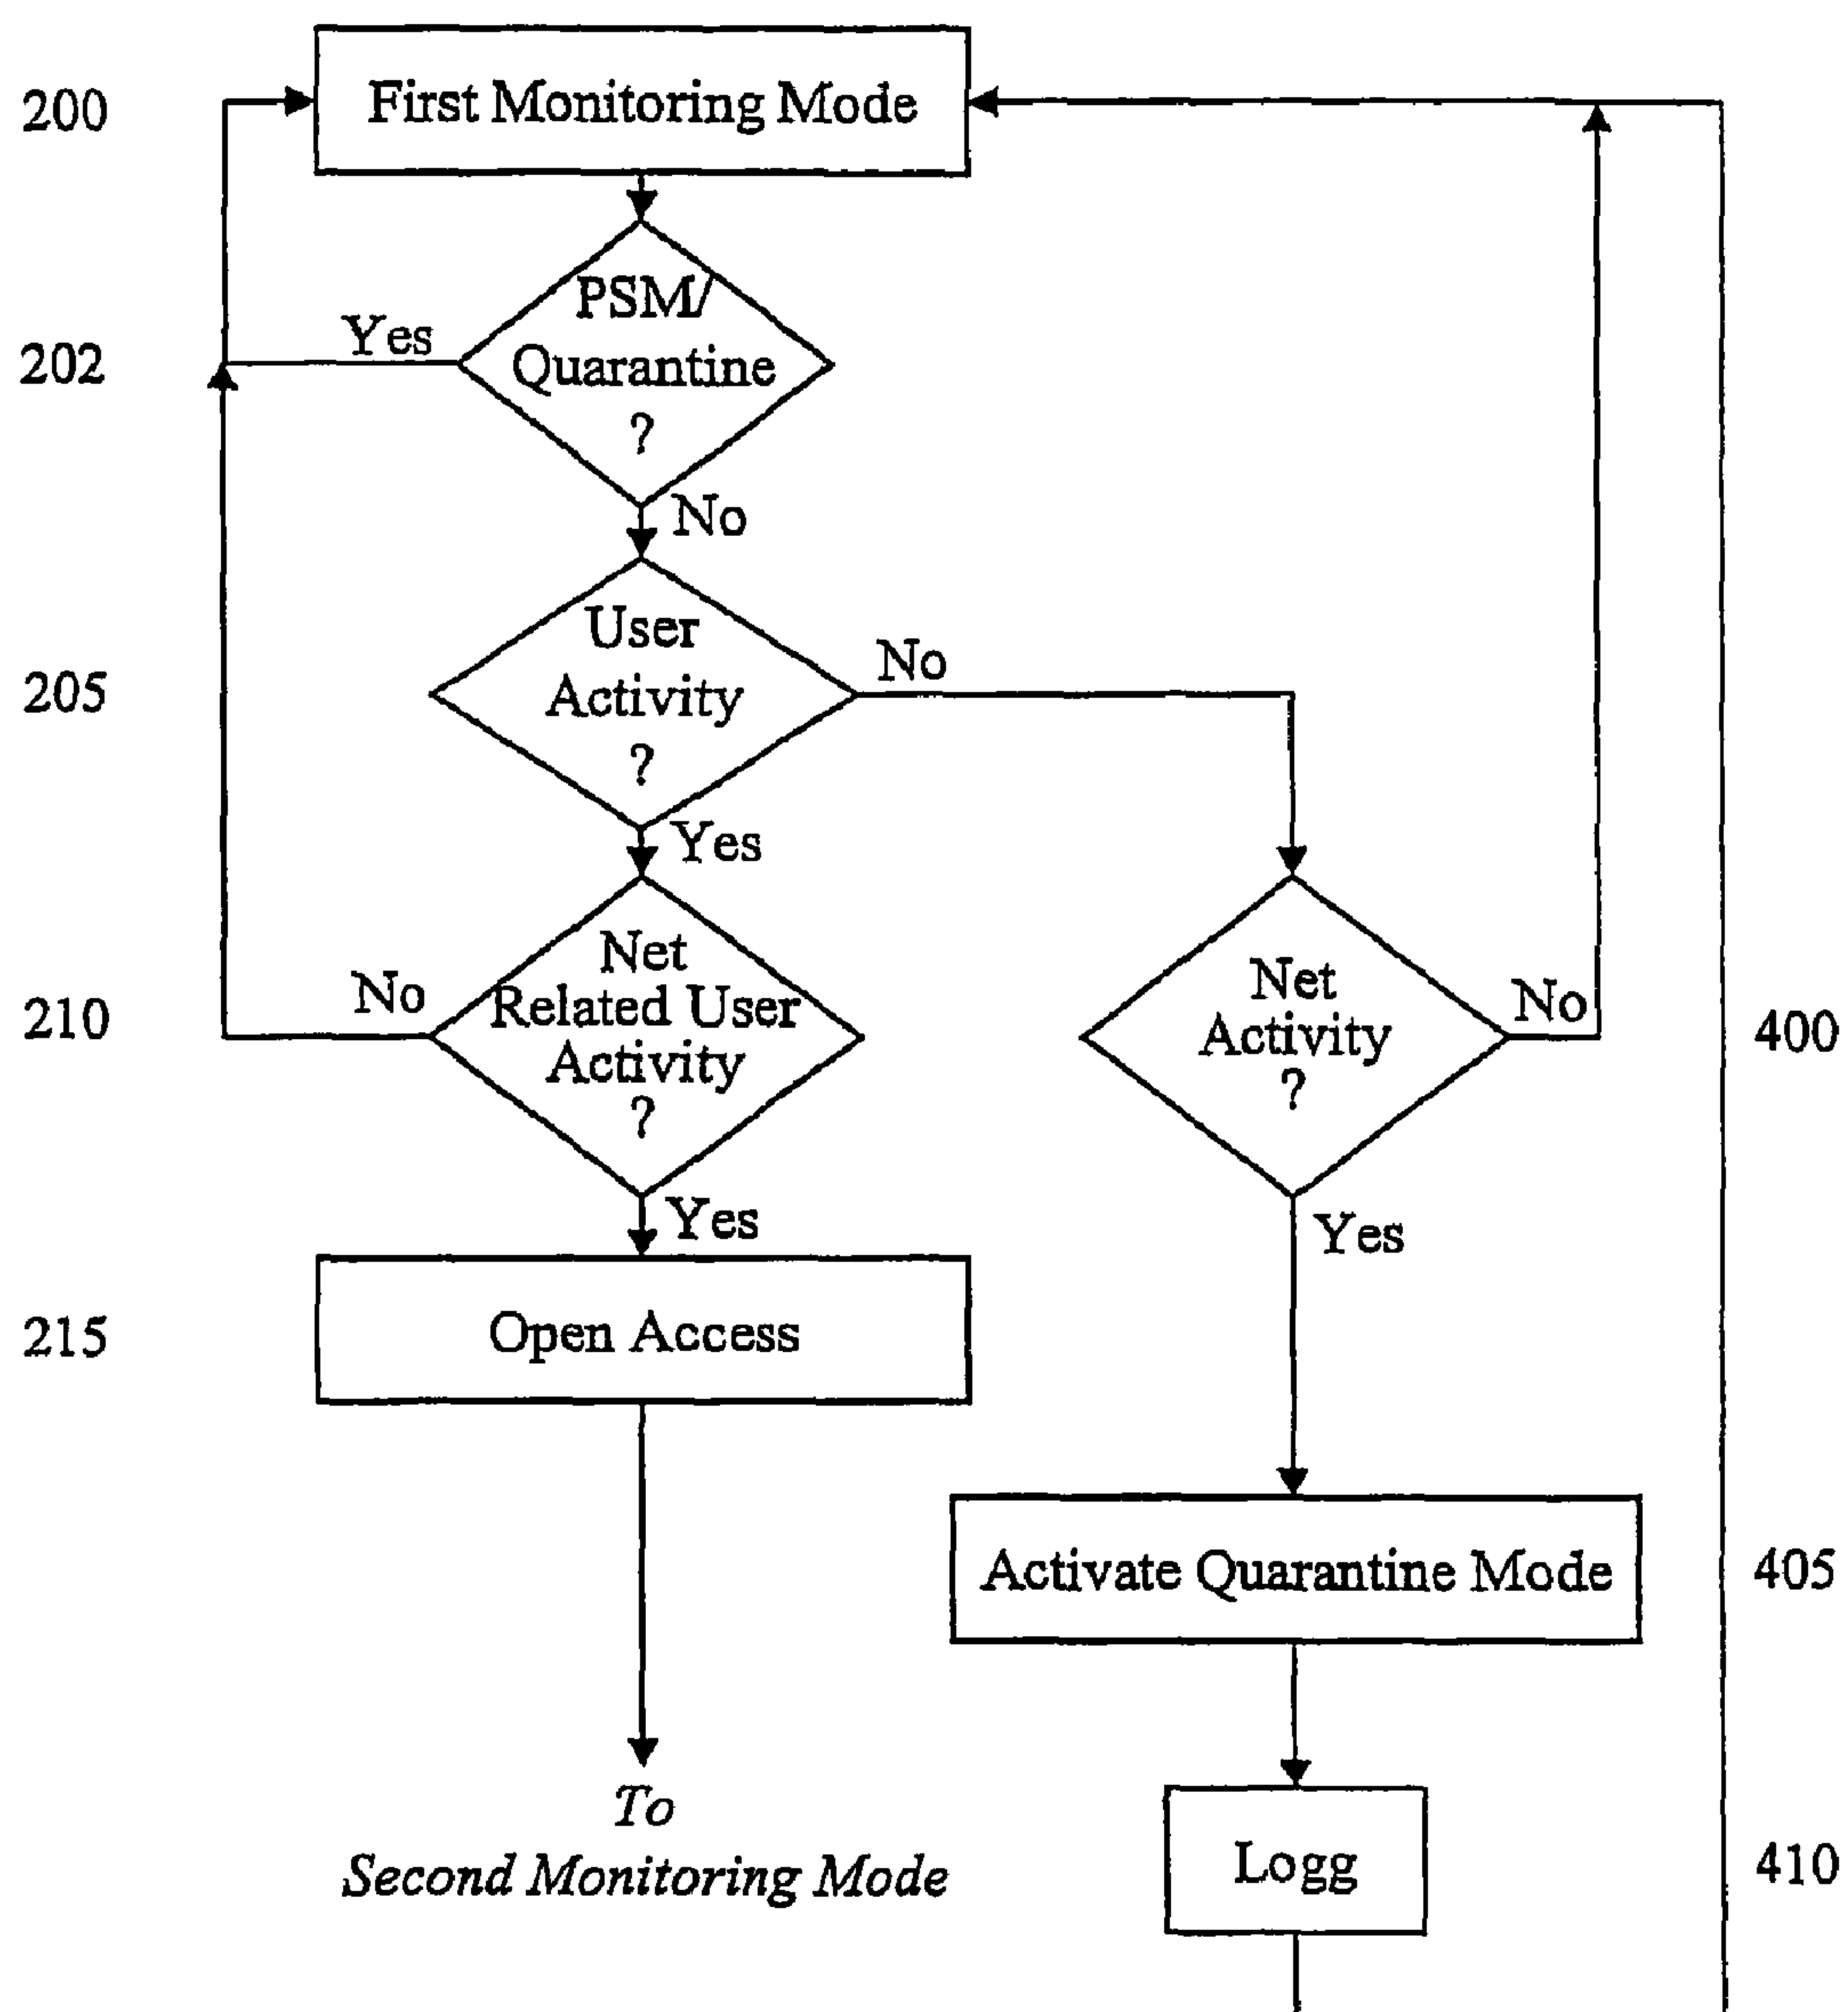 200
First Monitoring Mode
202
PSM/
Quarantine
?
Yes
No
205
User
Activity
?
No
Yes
210
Net
Related User
Activity
?
No
Yes
Net
Activity
?
No
Yes
400
215
Open Access
Activate Quarantine Mode
405
To
Second Monitoring Mode
Logg
410